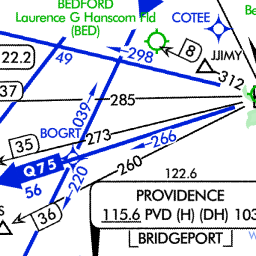 BEDFORD
Laurence G Hanscom Fld
(BED)
COTEE
8
JJIMY
22.2
49
298
312
37
039
285
BOGRT
35
273
266
Q75
260
56
220
122.6
36
PROVIDENCE
115.6 PVD (H) (DH) 103
BRIDGEPORT